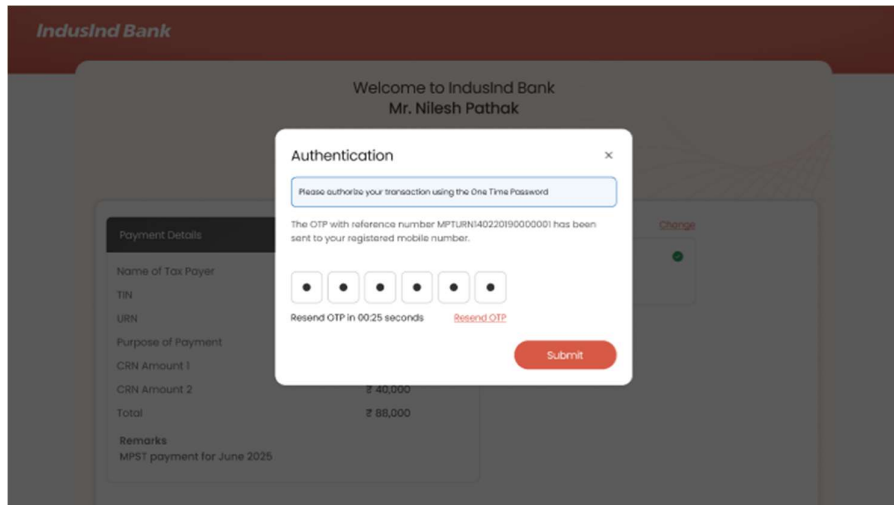 IndusInd Bank
Welcome to IndusInd Bank
Mr. Nilesh Pathak
Authentication
Please authorize your transaction using the One Time Password
The OTP with reference number MPTURN140220190000001 has been
sent to your registered mobile number.
Resend OTP in 00:25 seconds Resend OTP
Submit
Change
Payment Details
Name of Tax Payer
TIN
URN
Purpose of Payment
CRN Amount 1
CRN Amount 2 ₹ 40,000
Total ₹ 88,000
Remarks
MPST payment for June 2025